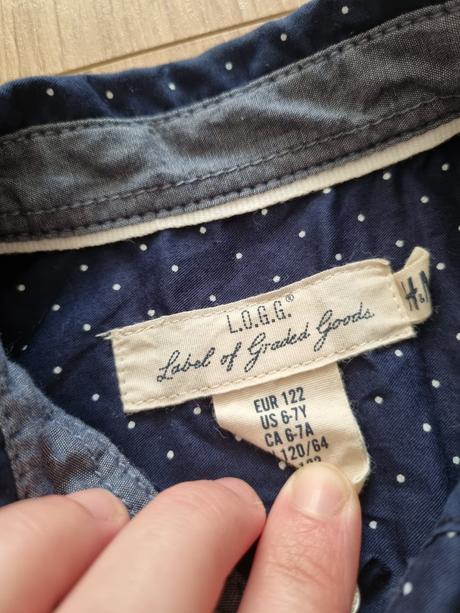 L.O.G.G.®
Label of Graded Goods
H&M
EUR 122
US 6-7Y
CA 6-7A
120/64